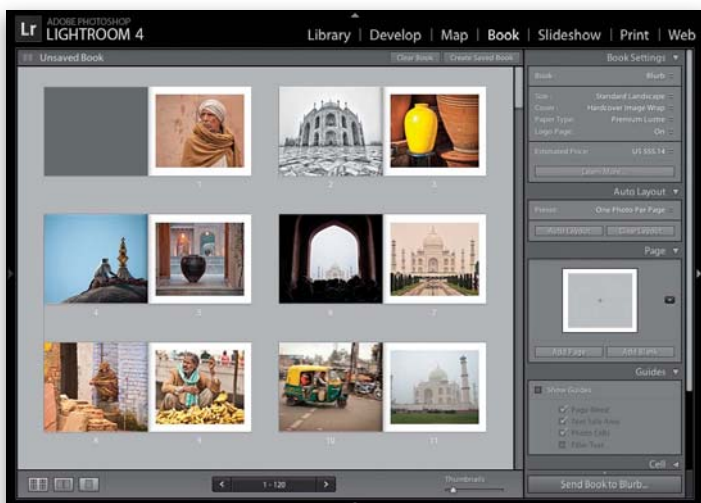 Lr ADOBE PHOTOSHOP
LIGHTROOM 4
Library | Develop | Map | Book | Slideshow | Print | Web
Unsaved Book
Clear Book
Create Saved Book
1
2
3
4
5
6
7
8
9
10
11
1 - 120
Thumbnails
Book Settings
Book : Blurb
Size : Standard Landscape
Cover : Hardcover Image Wrap
Paper Type: Premium Lustre
Logo Page: On
Estimated Price: US 555.14
Learn More...
Auto Layout
Preset: One Photo Per Page
Auto Layout Clear Layout
Page
Add Page Add Blank
Guides
Show Guides
Page Bleed
Text Safe Area
Photo Cells
Filler Text
Cell
Send Book to Blurb...